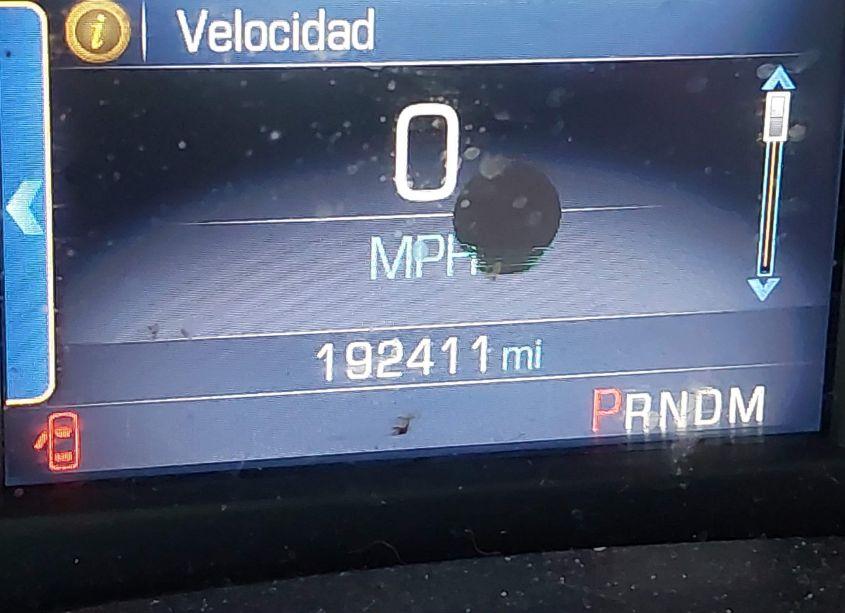 i Velocidad
0
MPH
192411 mi
PRNDM